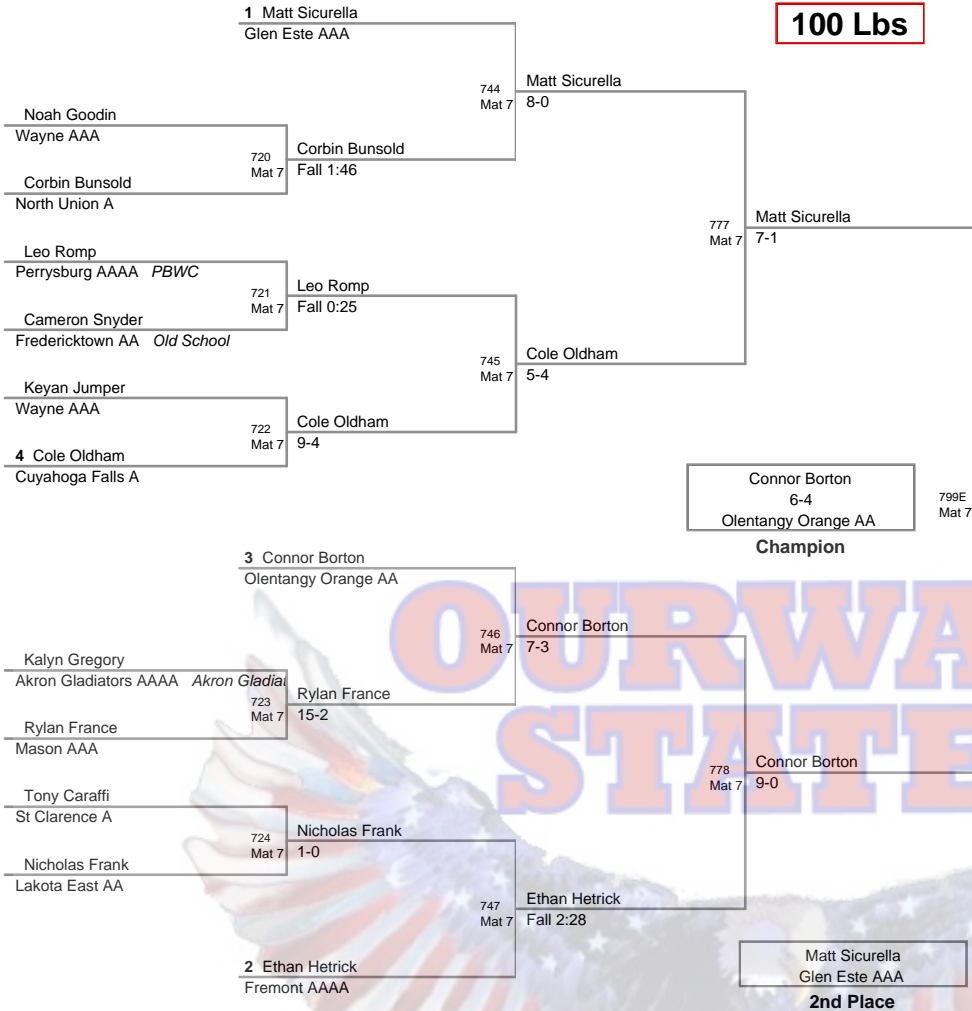 100 Lbs
1 Matt Sicurella
Glen Este AAA
744
Mat 7
Matt Sicurella
8-0
Noah Goodin
Wayne AAA
720
Mat 7
Corbin Bunsold
Fall 1:46
Corbin Bunsold
North Union A
777
Mat 7
Matt Sicurella
7-1
Leo Romp
Perrysburg AAAA PBWC
721
Mat 7
Leo Romp
Fall 0:25
Cameron Snyder
Fredericktown AA Old School
745
Mat 7
Cole Oldham
5-4
Keyan Jumper
Wayne AAA
722
Mat 7
Cole Oldham
9-4
4 Cole Oldham
Cuyahoga Falls A
Connor Borton
6-4
Olentangy Orange AA
Champion
799E
Mat 7
3 Connor Borton
Olentangy Orange AA
OURWA
STATE
746
Mat 7
Connor Borton
7-3
Kalyn Gregory
Akron Gladiators AAAA Akron Gladiat
723
Mat 7
Rylan France
15-2
Rylan France
Mason AAA
778
Mat 7
Connor Borton
9-0
Tony Caraffi
St Clarence A
724
Mat 7
Nicholas Frank
1-0
Nicholas Frank
Lakota East AA
747
Mat 7
Ethan Hetrick
Fall 2:28
2 Ethan Hetrick
Fremont AAAA
Matt Sicurella
Glen Este AAA
2nd Place